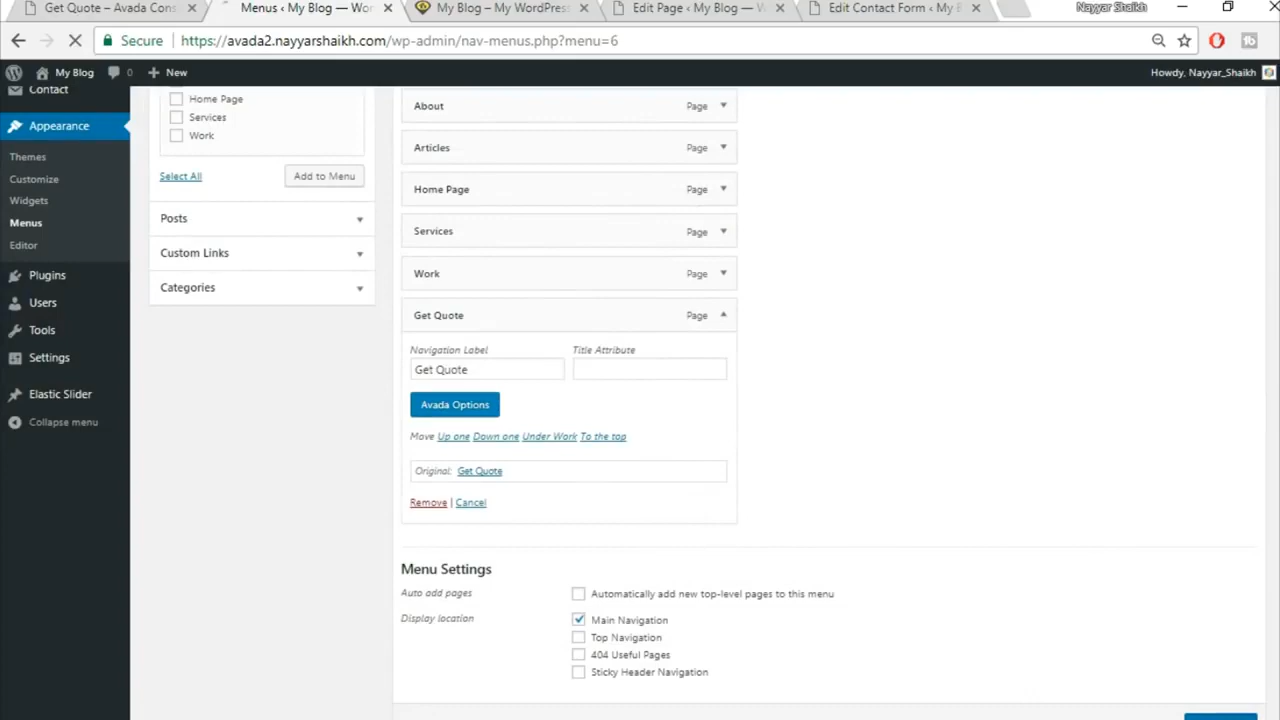 Get Quote – Avada Cons
Menus ‹ My Blog — Wor
My Blog – My WordPress
Edit Page ‹ My Blog — W
Edit Contact Form ‹ My B
Nayyar Shaikh
Secure
https://avada2.nayyarshaikh.com/wp-admin/nav-menus.php?menu=6
My Blog
0
New
Howdy, Nayyar_Shaikh
Contact
Appearance
Themes
Customize
Widgets
Menus
Editor
Plugins
Users
Tools
Settings
Elastic Slider
Collapse menu
Home Page
Services
Work
Select All
Add to Menu
Posts
Custom Links
Categories
About Page
Articles Page
Home Page Page
Services Page
Work Page
Get Quote Page
Navigation Label Title Attribute
Get Quote
Avada Options
Move Up one Down one Under Work To the top
Original: Get Quote
Remove | Cancel
Menu Settings
Auto add pages Automatically add new top-level pages to this menu
Display location Main Navigation
Top Navigation
404 Useful Pages
Sticky Header Navigation